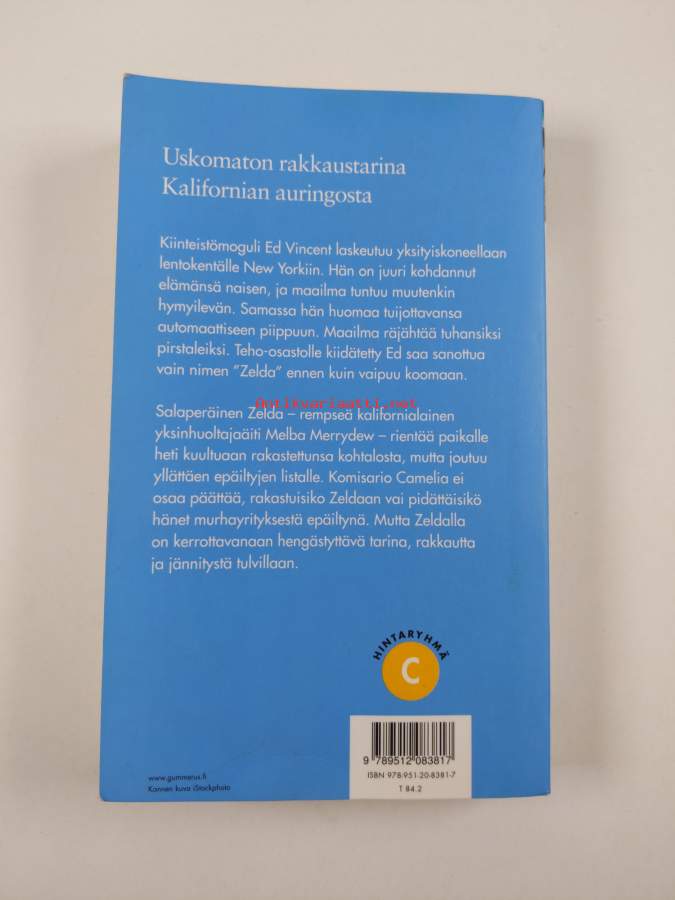 Uskomaton rakkaustarina
Kalifornian auringosta
Kiinteistömoguli Ed Vincent laskeutuu yksityiskoneellaan
lentokentälle New Yorkiin. Hän on juuri kohdannut
elämänsä naisen, ja maailma tuntuu muutenkin
hymyilevän. Samassa hän huomaa tuijottavansa
automaattiseen piippuun. Maailma räjähtää tuhansiksi
pirstaleiksi. Teho-osastolle kiidätetty Ed saa sanottua
vain nimen ”Zelda” ennen kuin vaipuu koomaan.
antikvariaatti.net
Salaperäinen Zelda – rempseä kalifornialainen
yksinhuoltajaäiti Melba Merrydew – rientää paikalle
heti kuultuaan rakastettunsa kohtalosta, mutta joutuu
yllättäen epäiltyjen listalle. Komisario Camelia ei
osaa päättää, rakastuisiko Zeldaan vai pidättäisikö
hänet murhayrityksestä epäiltynä. Mutta Zeldalla
on kerrottavanaan hengästyttävä tarina, rakkautta
ja jännitystä tulvillaan.
HINTARYHMÄ
C
9 789512 083817
ISBN 978-951-20-8381-7
T 84.2
www.gummerus.fi
Kannen kuva iStockphoto